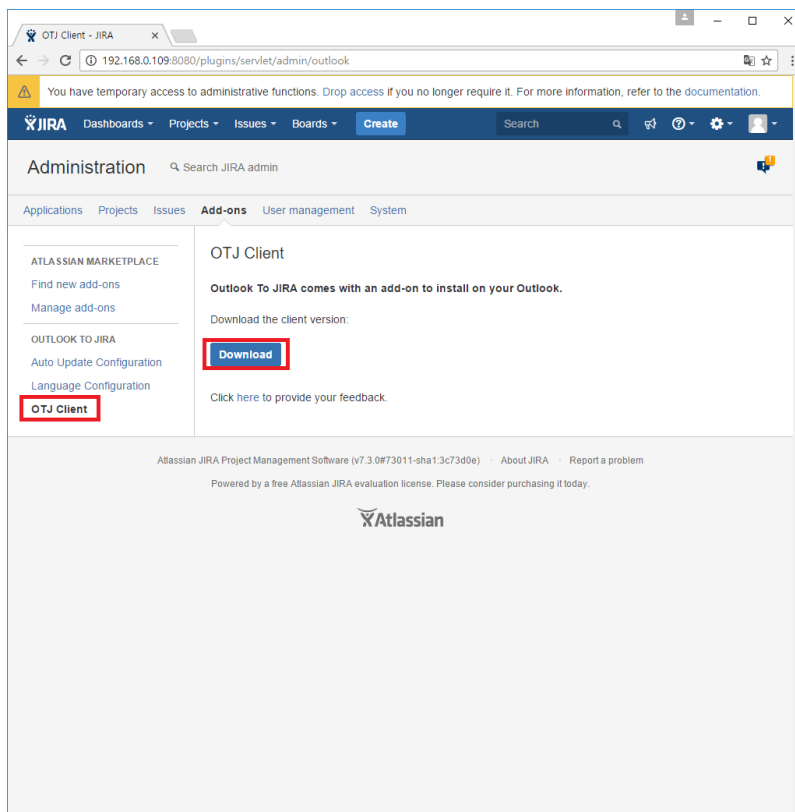 OTJ Client - JIRA
192.168.0.109:8080/plugins/servlet/admin/outlook
You have temporary access to administrative functions. Drop access if you no longer require it. For more information, refer to the documentation.
JIRA Dashboards Projects Issues Boards Create Search
Administration Search JIRA admin
Applications Projects Issues Add-ons User management System
ATLASSIAN MARKETPLACE
Find new add-ons
Manage add-ons
OUTLOOK TO JIRA
Auto Update Configuration
Language Configuration
OTJ Client
OTJ Client
Outlook To JIRA comes with an add-on to install on your Outlook.
Download the client version:
Download
Click here to provide your feedback.
Atlassian JIRA Project Management Software (v7.3.0#73011-sha1:3c73d0e) · About JIRA · Report a problem
Powered by a free Atlassian JIRA evaluation license. Please consider purchasing it today.
Atlassian